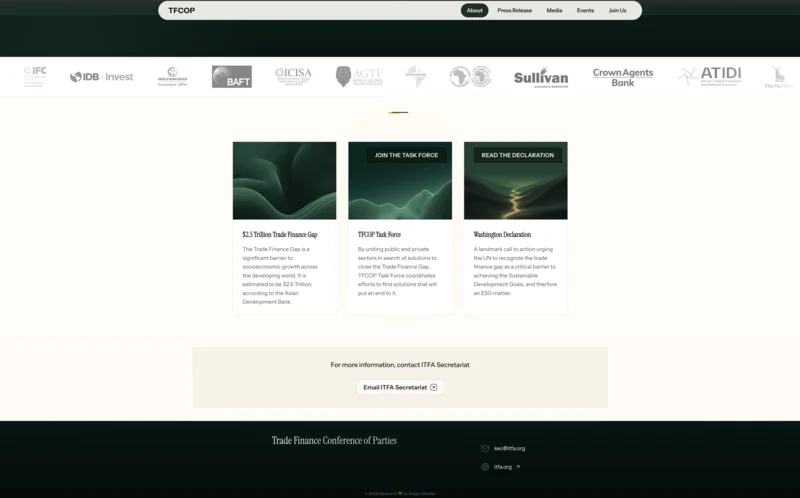 TFCOP
About
Press Release
Media
Events
Join Us
IFC
IDB | Invest
BAFT
ICISA
AGTF
Sullivan
Crown Agents
Bank
ATIDI
JOIN THE TASK FORCE
READ THE DECLARATION
$2.5 Trillion Trade Finance Gap
The Trade Finance Gap is a
significant barrier to
socioeconomic growth across
the developing world. It is
estimated to be $2.5 Trillion,
according to the Asian
Development Bank.
TFCOP Task Force
By uniting public and private
sectors in search of solutions to
close the Trade Finance Gap,
TFCOP Task Force coordinates
efforts to find solutions that will
put an end to it.
Washington Declaration
A landmark call to action urging
the UN to recognize the trade
finance gap as a critical barrier to
achieving the Sustainable
Development Goals, and therfore
an ESG matter.
For more information, contact ITFA Secretariat
Email ITFA Secretariat
Trade Finance Conference of Parties
sec@itfa.org
itfa.org